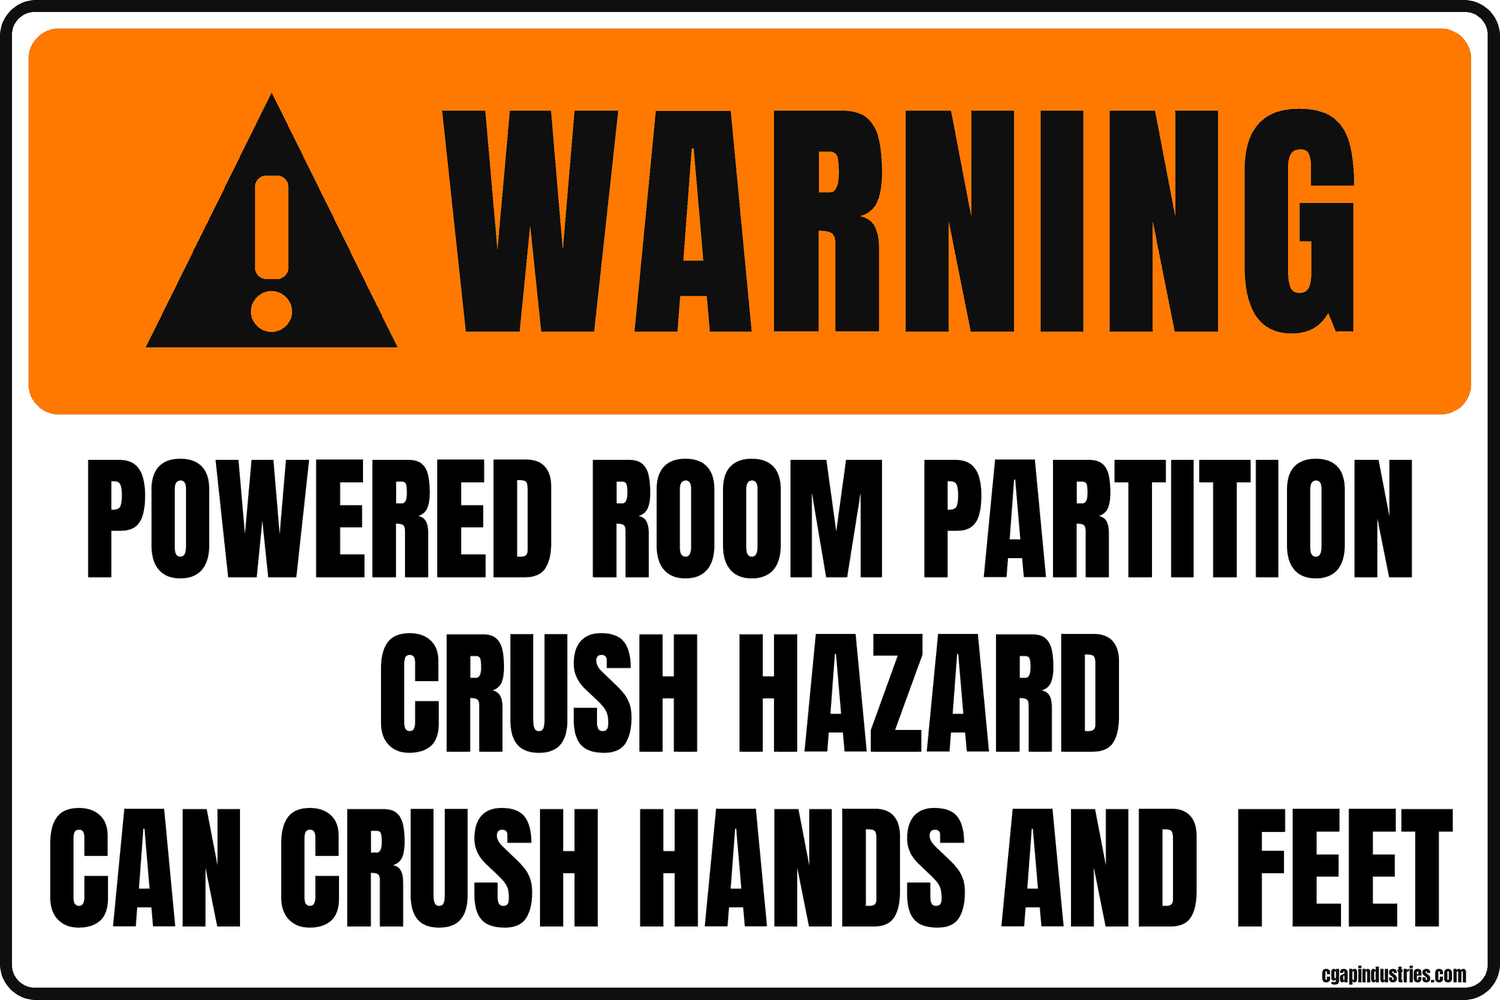 WARNING
POWERED ROOM PARTITION
CRUSH HAZARD
CAN CRUSH HANDS AND FEET
cgapindustries.com